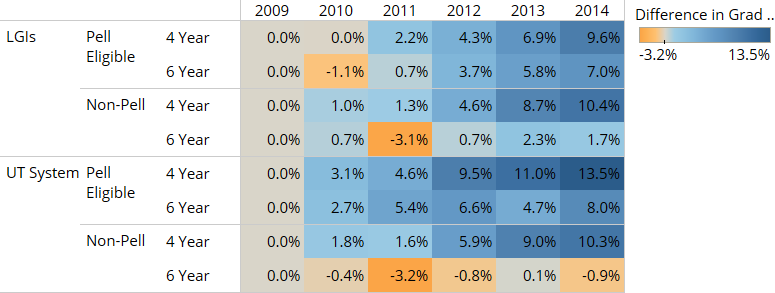 2009 2010 2011 2012 2013 2014
Difference in Grad ..
-3.2% 13.5%
LGIs Pell Eligible 4 Year 0.0% 0.0% 2.2% 4.3% 6.9% 9.6%
6 Year 0.0% -1.1% 0.7% 3.7% 5.8% 7.0%
Non-Pell 4 Year 0.0% 1.0% 1.3% 4.6% 8.7% 10.4%
6 Year 0.0% 0.7% -3.1% 0.7% 2.3% 1.7%
UT System Pell Eligible 4 Year 0.0% 3.1% 4.6% 9.5% 11.0% 13.5%
6 Year 0.0% 2.7% 5.4% 6.6% 4.7% 8.0%
Non-Pell 4 Year 0.0% 1.8% 1.6% 5.9% 9.0% 10.3%
6 Year 0.0% -0.4% -3.2% -0.8% 0.1% -0.9%